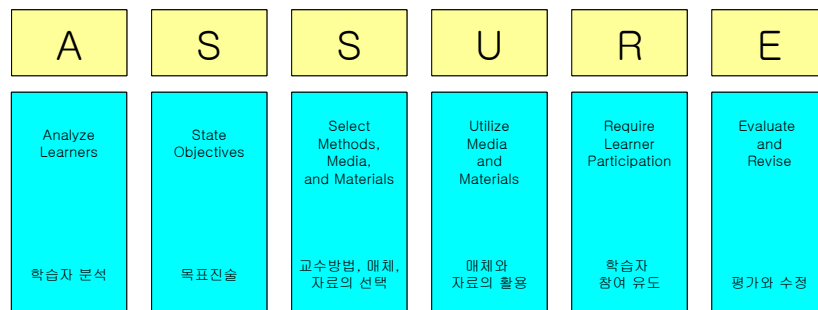 A
S
S
U
R
E
Analyze
Learners
학습자 분석
State
Objectives
목표진술
Select
Methods,
Media,
and Materials
교수방법, 매체,
자료의 선택
Utilize
Media
and
Materials
매체와
자료의 활용
Require
Learner
Participation
학습자
참여 유도
Evaluate
and
Revise
평가와 수정